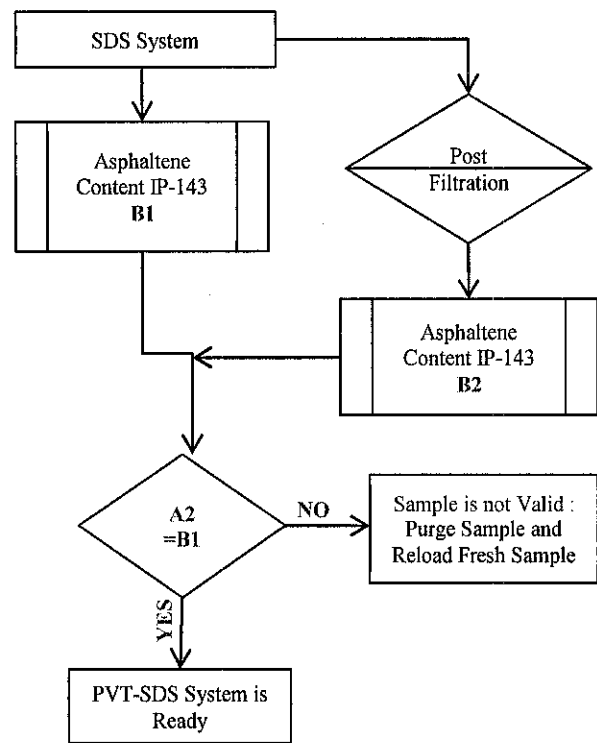 SDS System
Asphaltene
Content IP-143
B1
Post
Filtration
Asphaltene
Content IP-143
B2
A2
=B1
NO
Sample is not Valid :
Purge Sample and
Reload Fresh Sample
YES
PVT-SDS System is
Ready